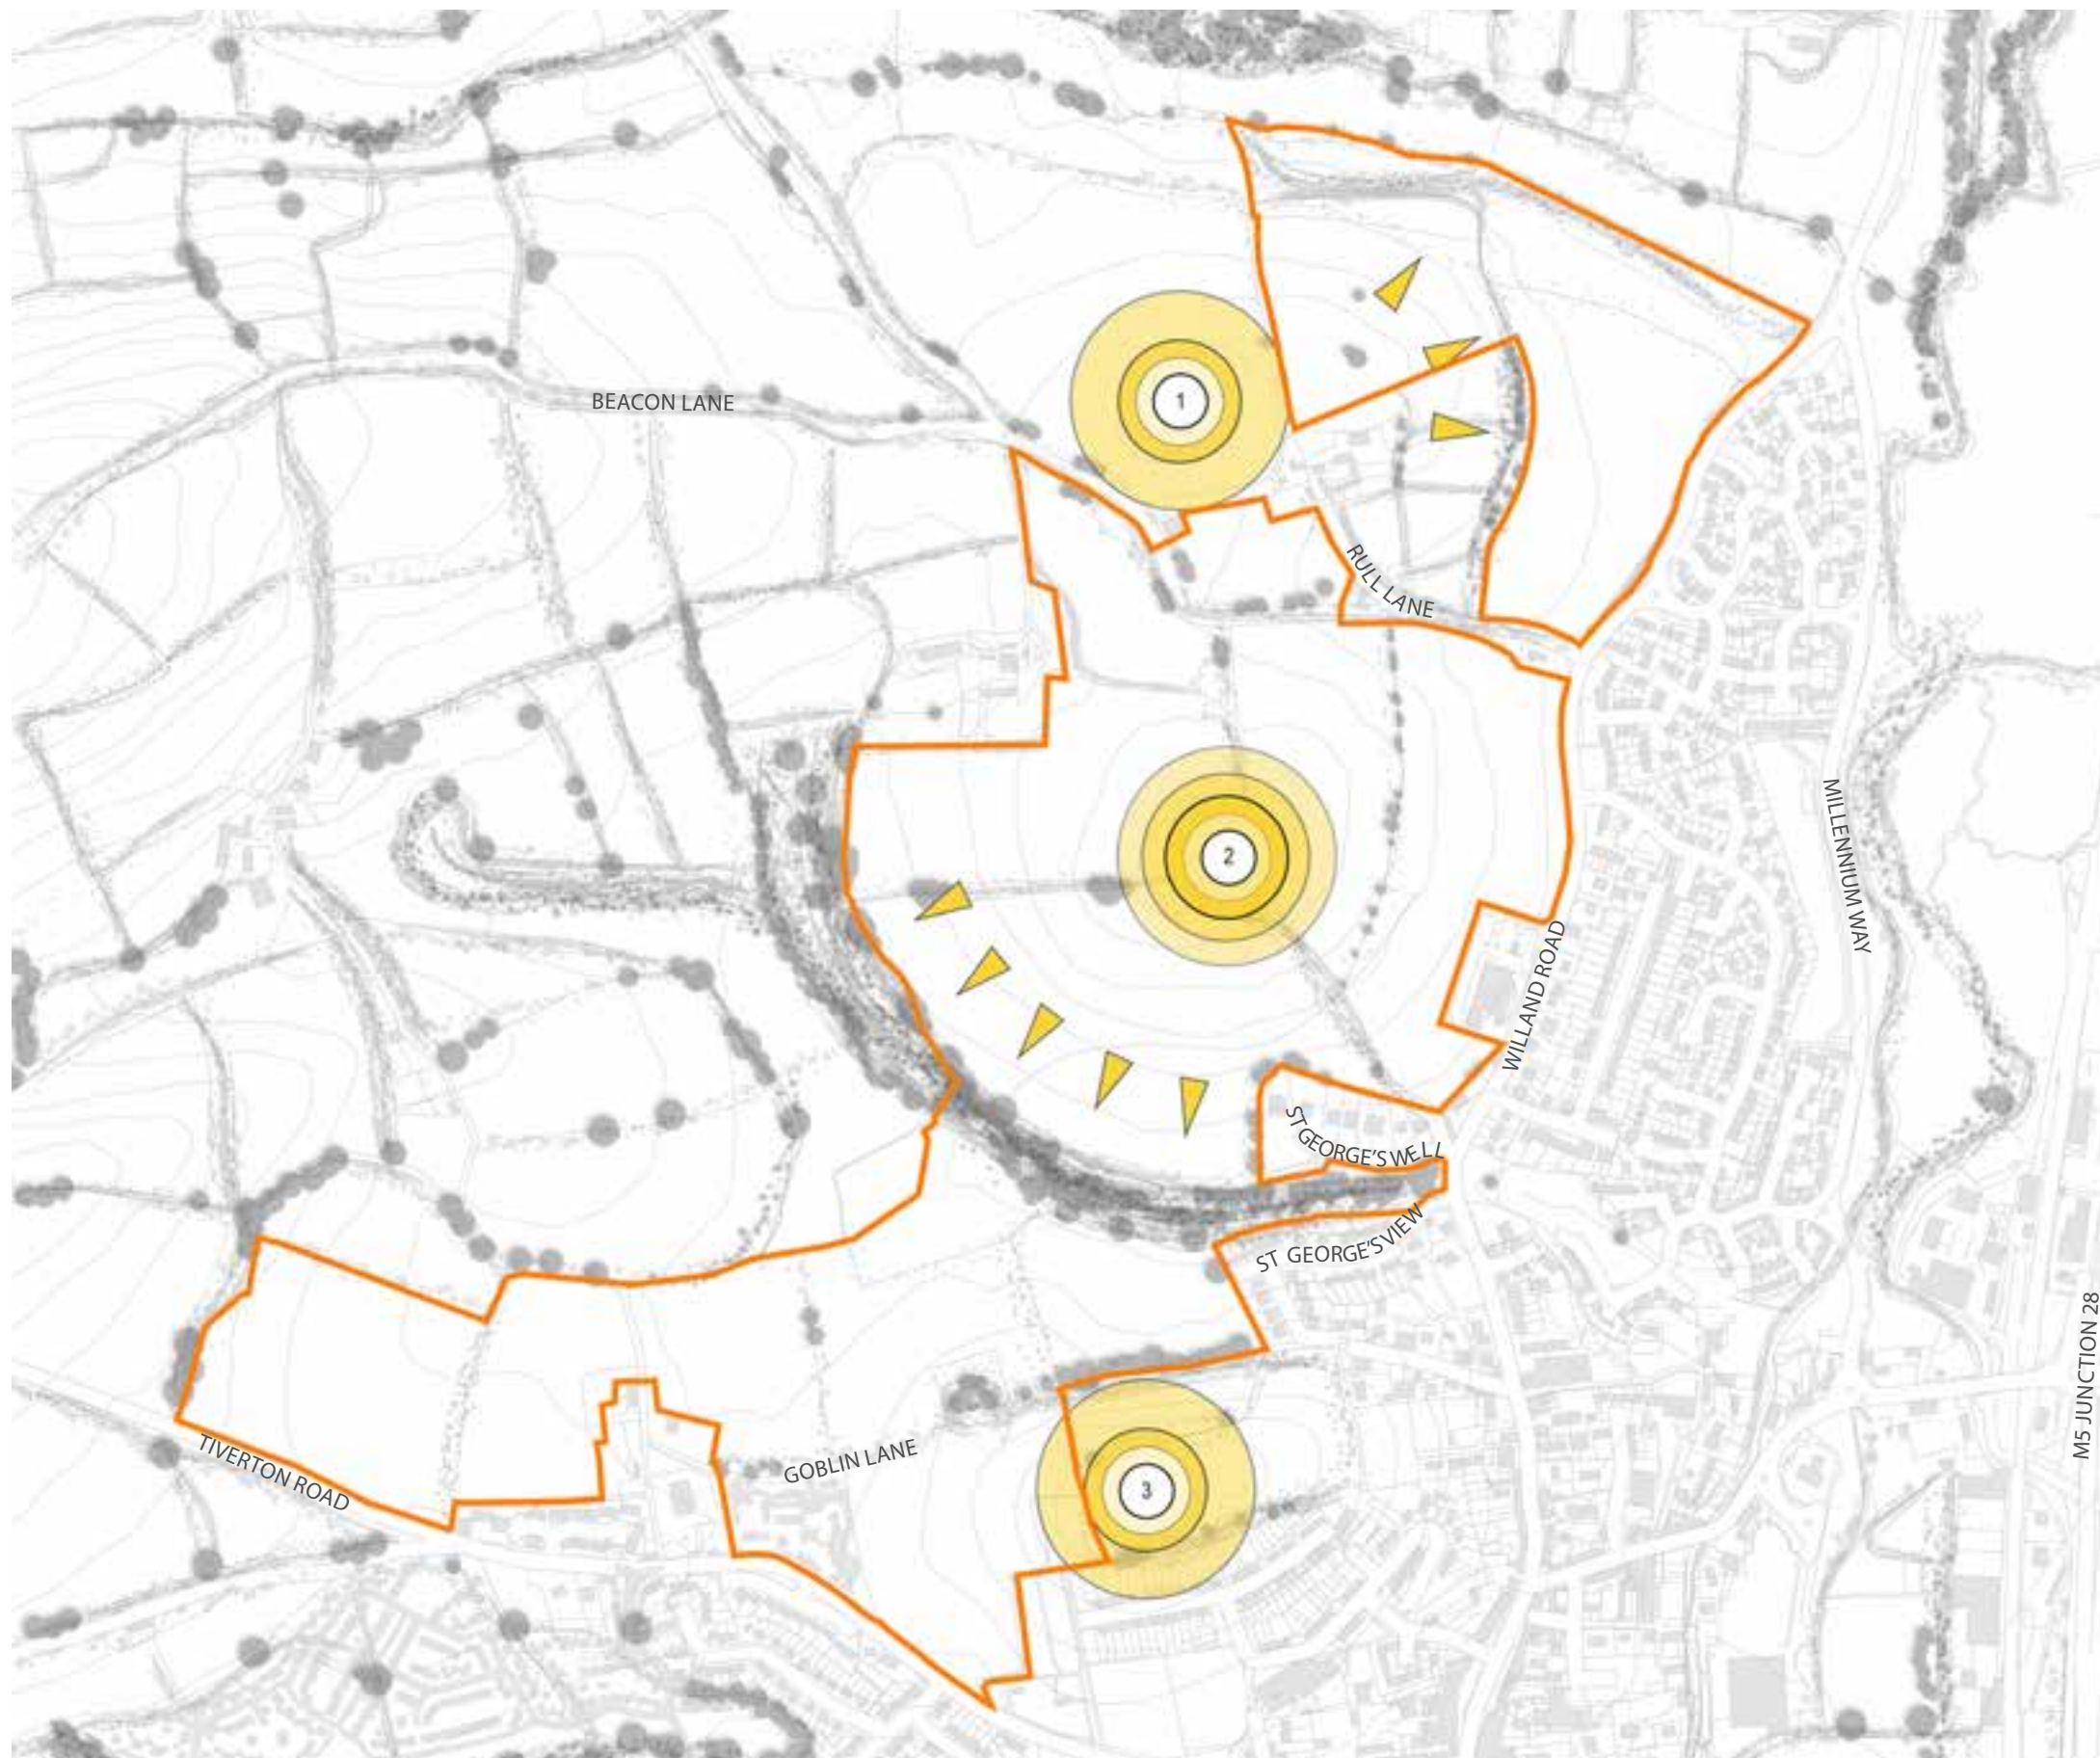 BEACON LANE
1
RULL LANE
2
MILLENNIUM WAY
WILLAND ROAD
ST GEORGE'S WELL
ST GEORGE'S VIEW
M5 JUNCTION 28
TIVERTON ROAD
GOBLIN LANE
3